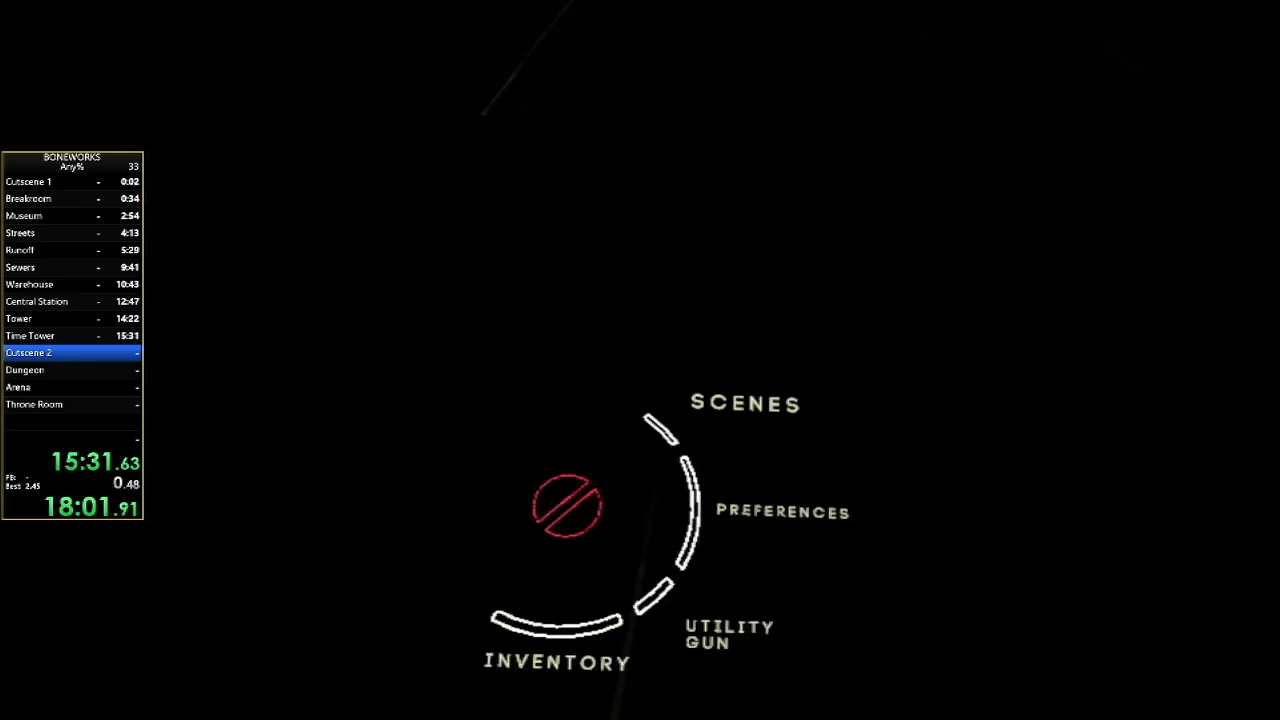 BONEWORKS
Any% 33
Cutscene 1 - 0:02
Breakroom - 0:34
Museum - 2:54
Streets - 4:13
Runoff - 5:29
Sewers - 9:41
Warehouse - 10:43
Central Station - 12:47
Tower - 14:22
Time Tower - 15:31
Cutscene 2 -
Dungeon -
Arena -
Throne Room -
-
15:31.63
PB: -
Best: 2.45 0.48
18:01.91
SCENES
PREFERENCES
UTILITY
GUN
INVENTORY